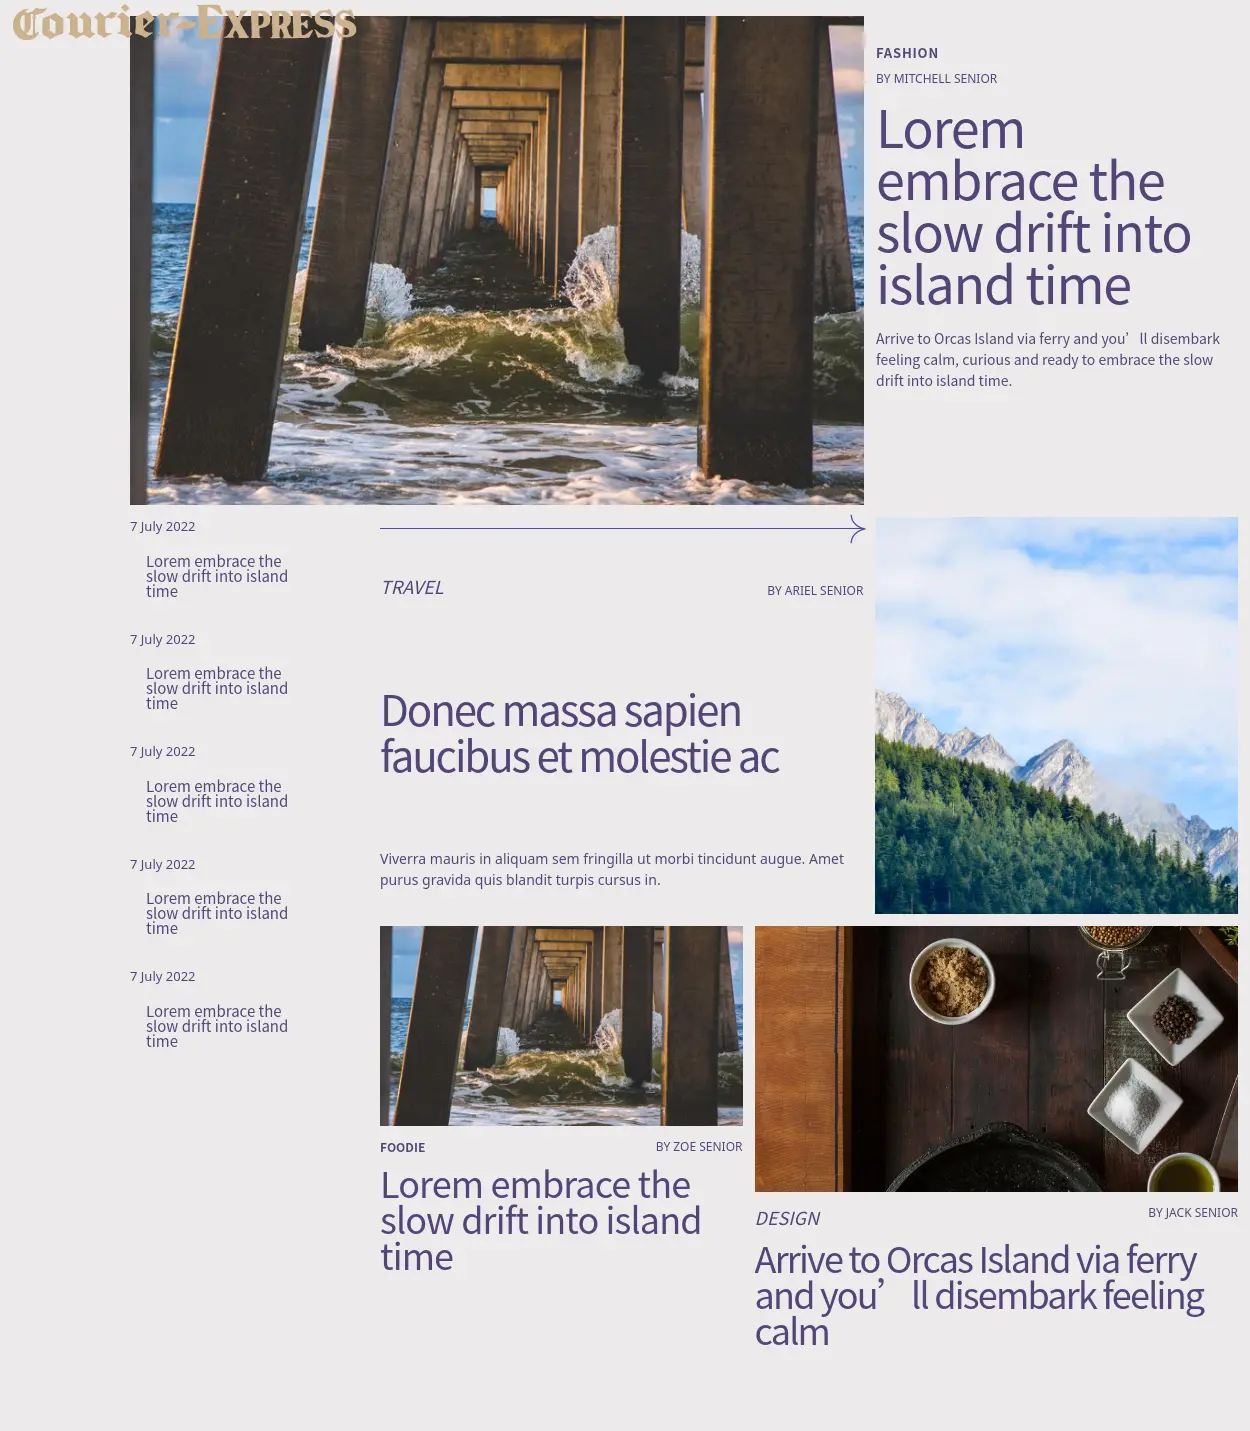 Courier-Express
FASHION
BY MITCHELL SENIOR
Lorem
embrace the
slow drift into
island time
Arrive to Orcas Island via ferry and you’ll disembark
feeling calm, curious and ready to embrace the slow
drift into island time.
7 July 2022
Lorem embrace the
slow drift into island
time
7 July 2022
Lorem embrace the
slow drift into island
time
7 July 2022
Lorem embrace the
slow drift into island
time
7 July 2022
Lorem embrace the
slow drift into island
time
7 July 2022
Lorem embrace the
slow drift into island
time
TRAVEL
BY ARIEL SENIOR
Donec massa sapien
faucibus et molestie ac
Viverra mauris in aliquam sem fringilla ut morbi tincidunt augue. Amet
purus gravida quis blandit turpis cursus in.
FOODIE
BY ZOE SENIOR
Lorem embrace the
slow drift into island
time
DESIGN
BY JACK SENIOR
Arrive to Orcas Island via ferry
and you’ll disembark feeling
calm